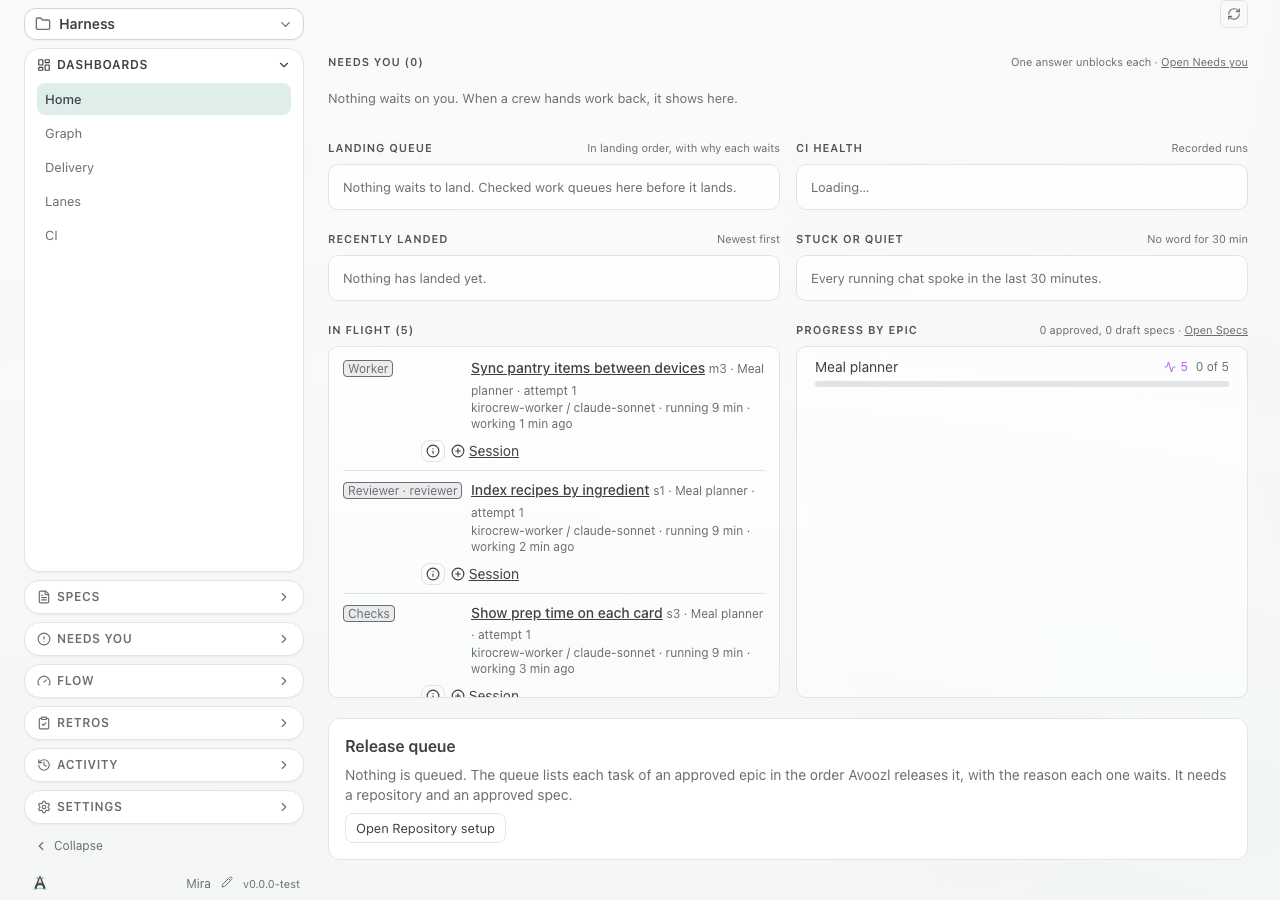 Harness
DASHBOARDS
Home
Graph
Delivery
Lanes
CI
SPECS
NEEDS YOU
FLOW
RETROS
ACTIVITY
SETTINGS
Collapse
Mira
v0.0.0-test
NEEDS YOU (0)
One answer unblocks each · Open Needs you
Nothing waits on you. When a crew hands work back, it shows here.
LANDING QUEUE
In landing order, with why each waits
Nothing waits to land. Checked work queues here before it lands.
CI HEALTH
Recorded runs
Loading…
RECENTLY LANDED
Newest first
Nothing has landed yet.
STUCK OR QUIET
No word for 30 min
Every running chat spoke in the last 30 minutes.
IN FLIGHT (5)
Worker
Sync pantry items between devices m3 · Meal
planner · attempt 1
kirocrew-worker / claude-sonnet · running 9 min ·
working 1 min ago
Session
Reviewer · reviewer
Index recipes by ingredient s1 · Meal planner ·
attempt 1
kirocrew-worker / claude-sonnet · running 9 min ·
working 2 min ago
Session
Checks
Show prep time on each card s3 · Meal planner
· attempt 1
kirocrew-worker / claude-sonnet · running 9 min ·
working 3 min ago
Session
PROGRESS BY EPIC
0 approved, 0 draft specs · Open Specs
Meal planner
5 0 of 5
Release queue
Nothing is queued. The queue lists each task of an approved epic in the order Avoozl releases it, with the reason each one waits. It needs
a repository and an approved spec.
Open Repository setup